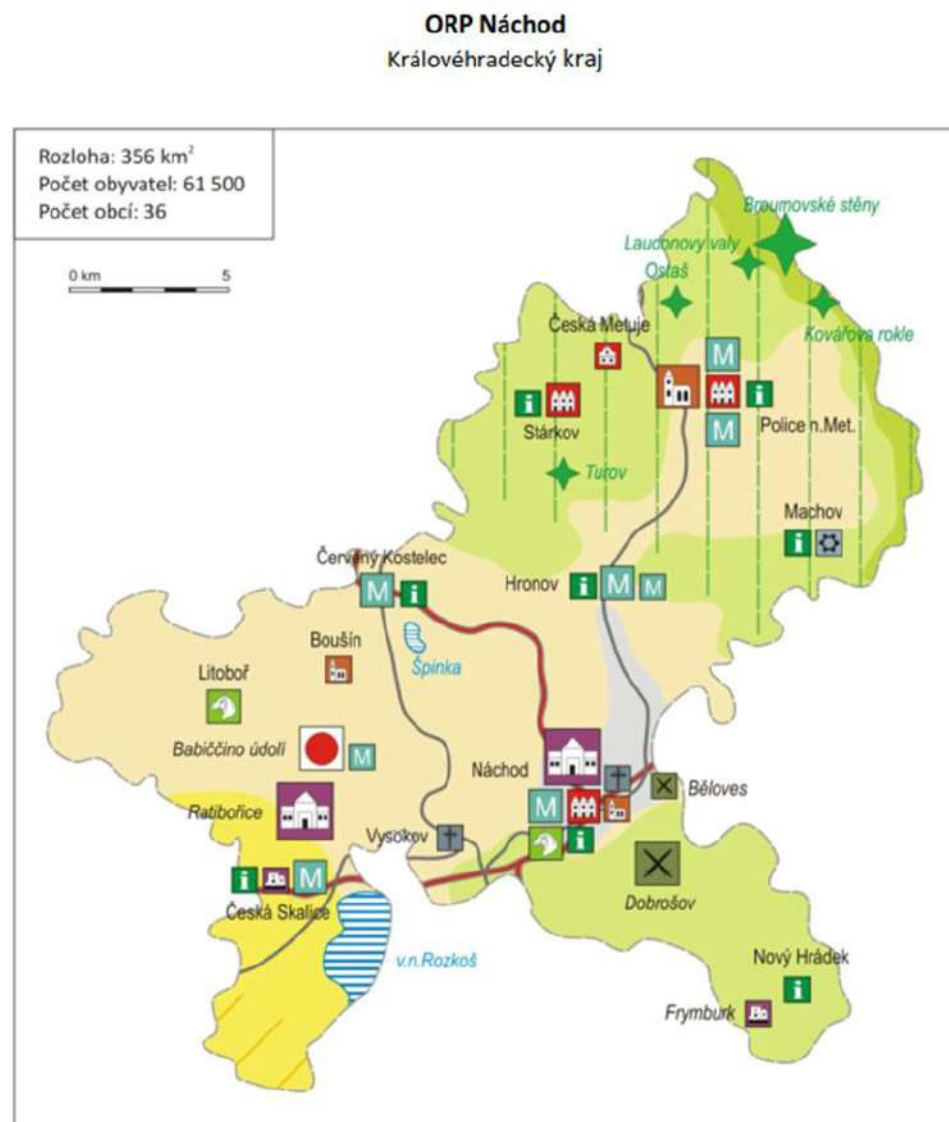 ORP Náchod
Královéhradecký kraj
Rozloha: 356 km²
Počet obyvatel: 61 500
Počet obcí: 36
0 km 5
Broumovské stěny
Laudonovy valy
Ostaš
Česká Metuje
Kovářova rokle
M
i
i
Stárkov
M
Police n.Met.
Turov
Machov
i
Červený Kostelec
M
i
Hronov
i
M
M
Boušín
Špinka
Litoboř
Babiččino údolí
M
Náchod
Ratibořice
M
Běloves
Vysokov
i
i
M
Česká Skalice
Dobrošov
v.n.Rozkoš
Nový Hrádek
i
Frymburk